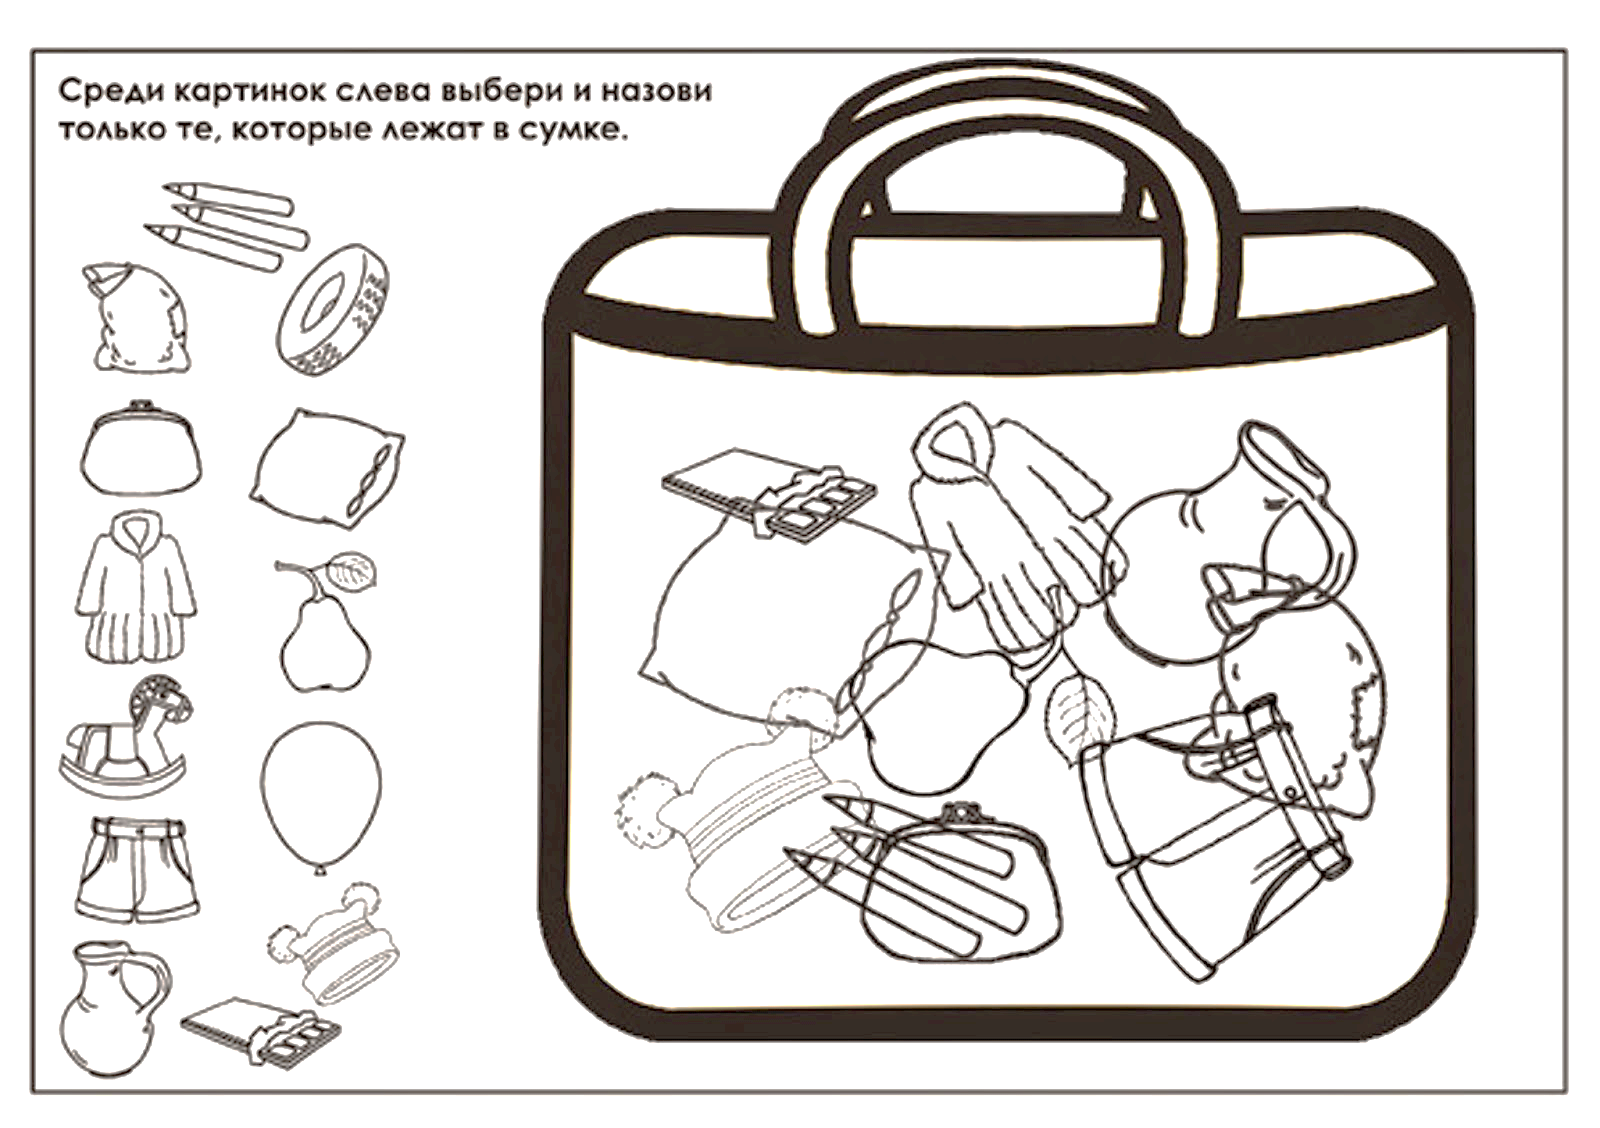 Среди картинок слева выбери и назови
только те, которые лежат в сумке.